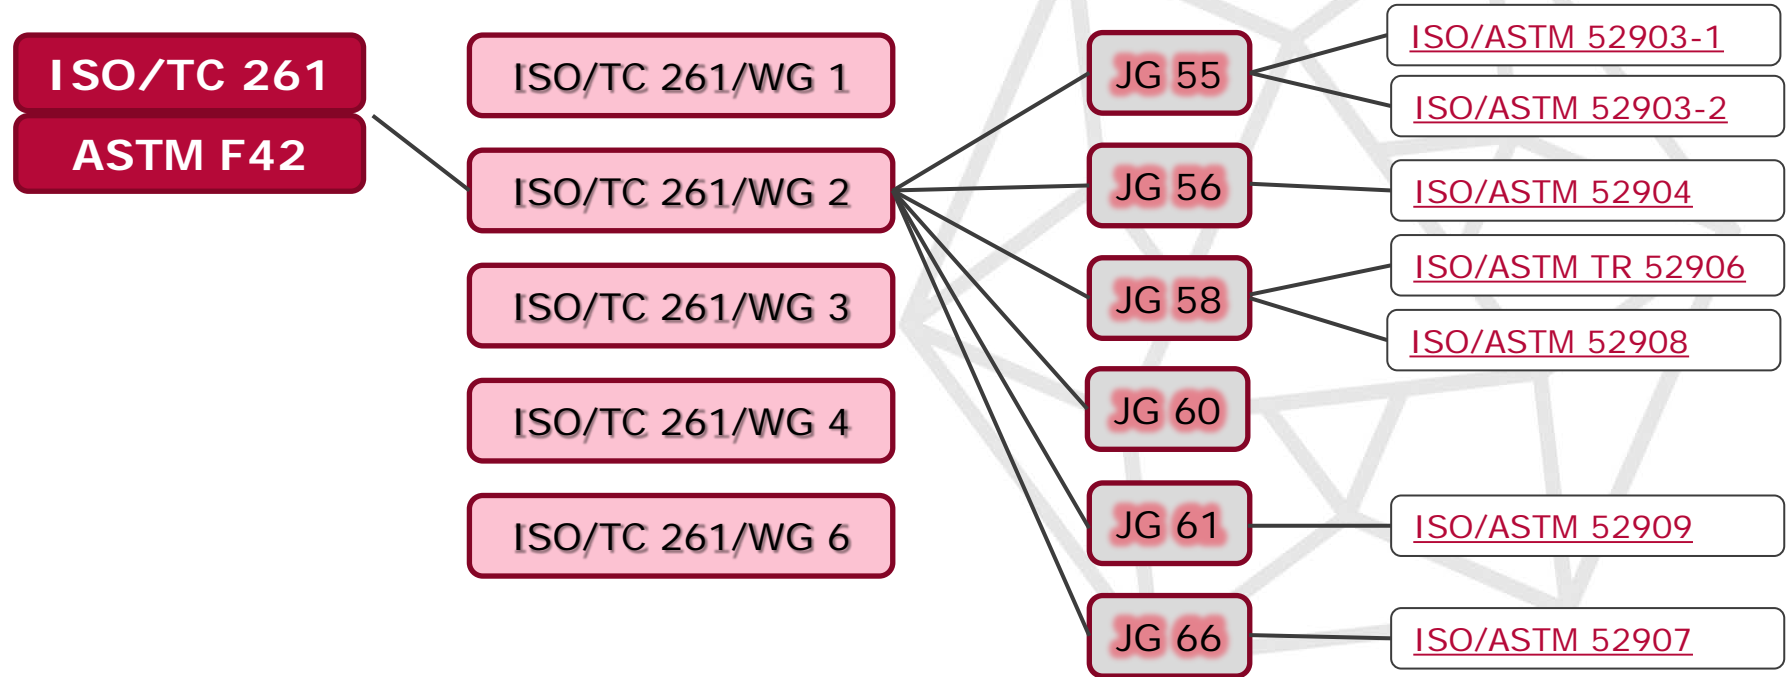 ISO/TC 261
ASTM F42
ISO/TC 261/WG 1
ISO/TC 261/WG 2
ISO/TC 261/WG 3
ISO/TC 261/WG 4
ISO/TC 261/WG 6
JG 55
JG 56
JG 58
JG 60
JG 61
JG 66
ISO/ASTM 52903-1
ISO/ASTM 52903-2
ISO/ASTM 52904
ISO/ASTM TR 52906
ISO/ASTM 52908
ISO/ASTM 52909
ISO/ASTM 52907